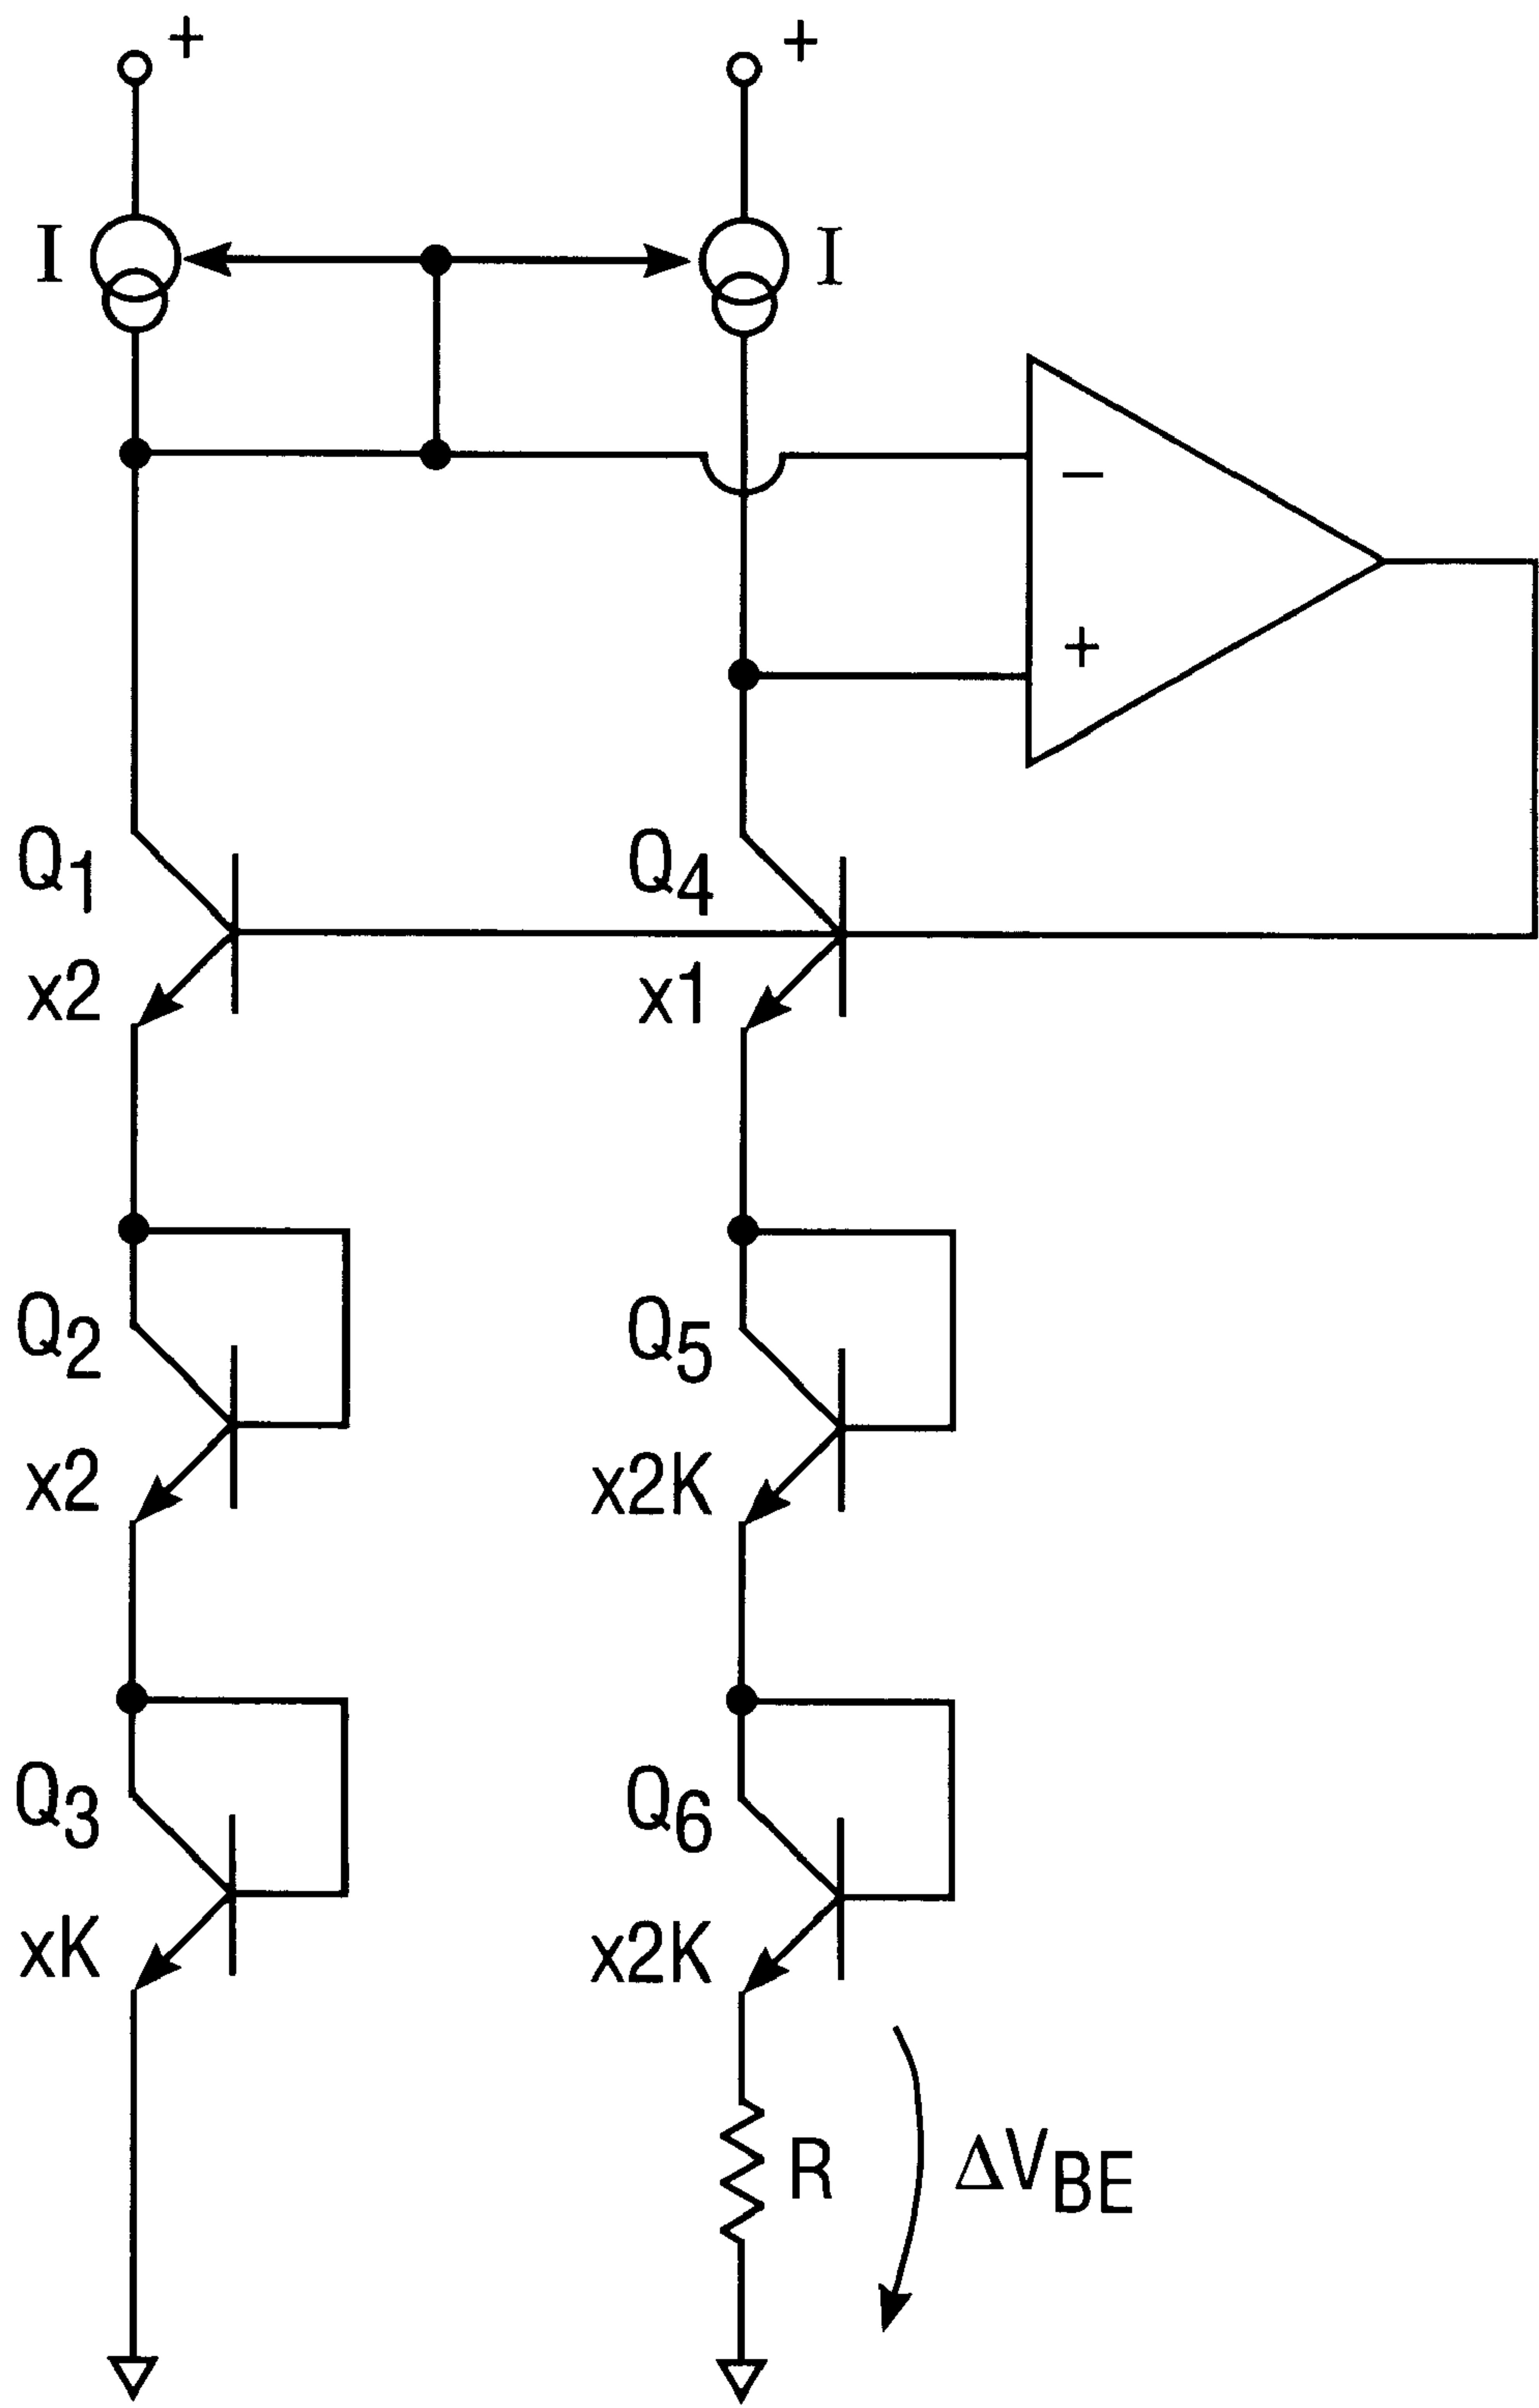 + +
I I
−
+
Q1 Q4
x2 x1
Q2 Q5
x2 x2K
Q3 Q6
xK x2K
R ΔVBE